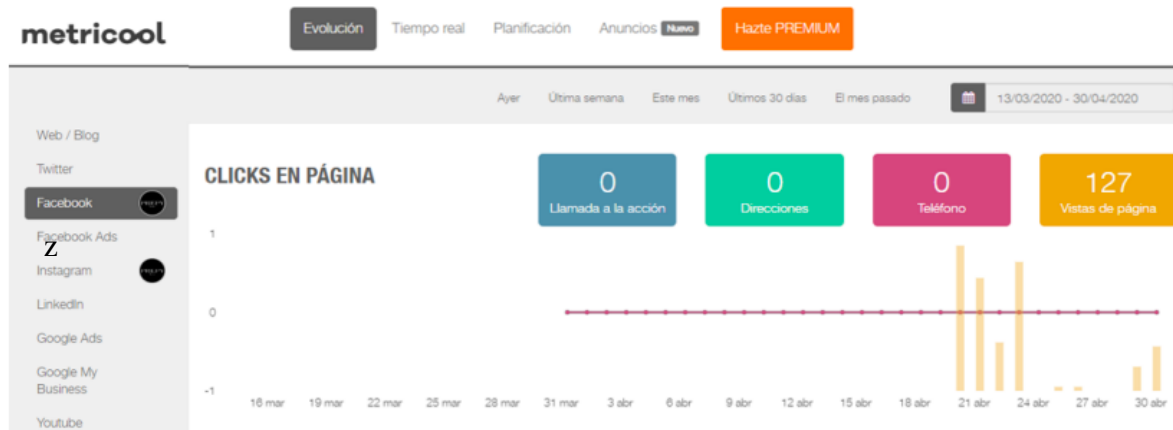 metricool
Evolución Tiempo real Planificación Anuncios Nuevo Hazte PREMIUM
Ayer Última semana Este mes Últimos 30 días El mes pasado 13/03/2020 - 30/04/2020
Web / Blog
Twitter
Facebook
Facebook Ads
z
Instagram
LinkedIn
Google Ads
Google My
Business
Youtube
CLICKS EN PÁGINA
0
Llamada a la acción
0
Direcciones
0
Teléfono
127
Vistas de página
1
0
-1
16 mar 19 mar 22 mar 25 mar 28 mar 31 mar 3 abr 6 abr 9 abr 12 abr 15 abr 18 abr 21 abr 24 abr 27 abr 30 abr